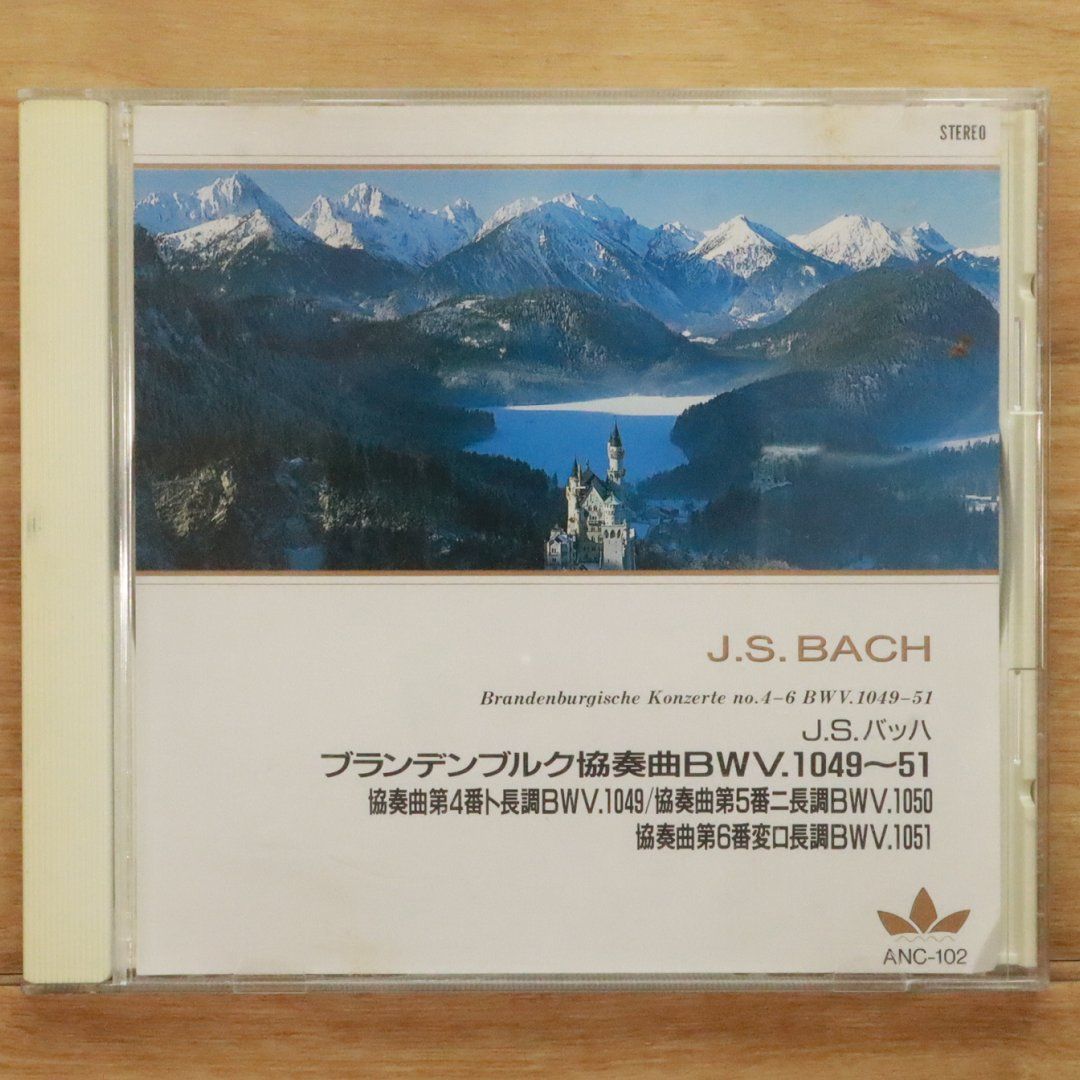 STEREO
J.S. BACH
Brandenburgische Konzerte no.4–6 BWV.1049–51
J.S.バッハ
ブランデンブルク協奏曲BWV.1049〜51
協奏曲第4番ト長調BWV.1049/協奏曲第5番ニ長調BWV.1050
協奏曲第6番変ロ長調BWV.1051
ANC-102